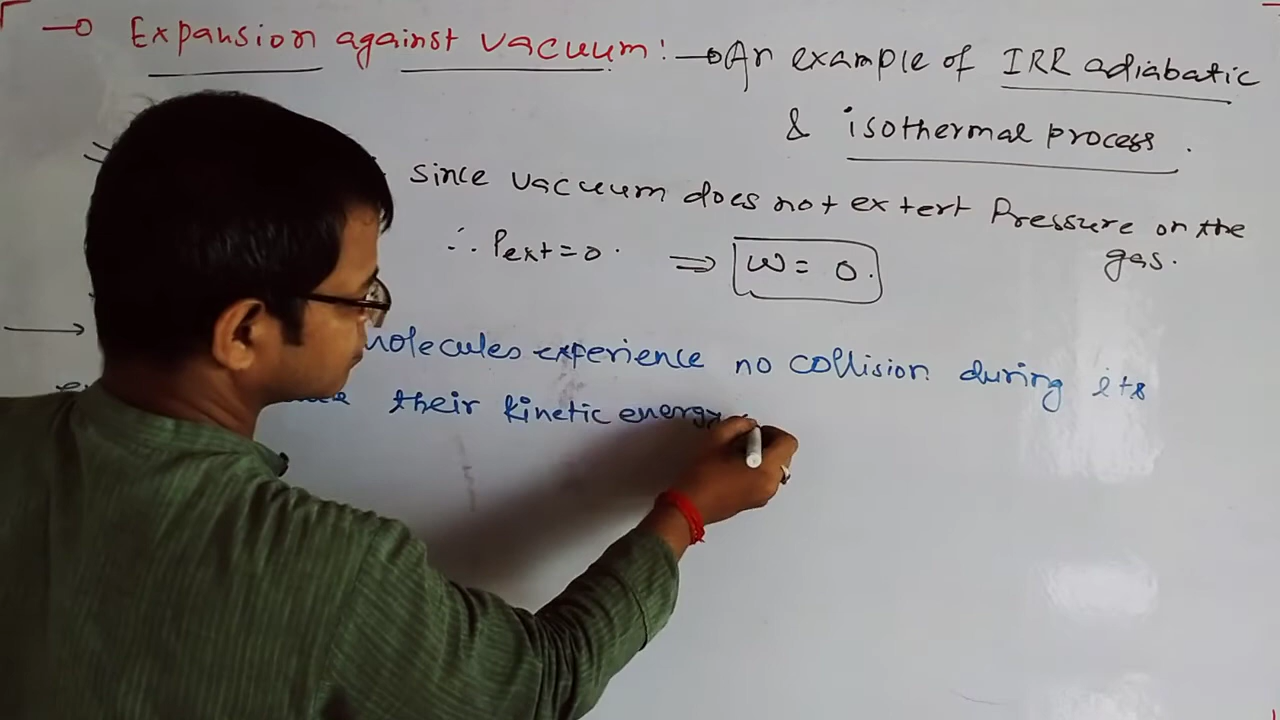 Expansion against vacuum:→An example of IRR adiabatic
& isothermal process.
since vacuum does not extert Pressure on the
gas.
∴ Pext=0. ⇒ W= 0.
molecules experience no collision during its
their kinetic energy